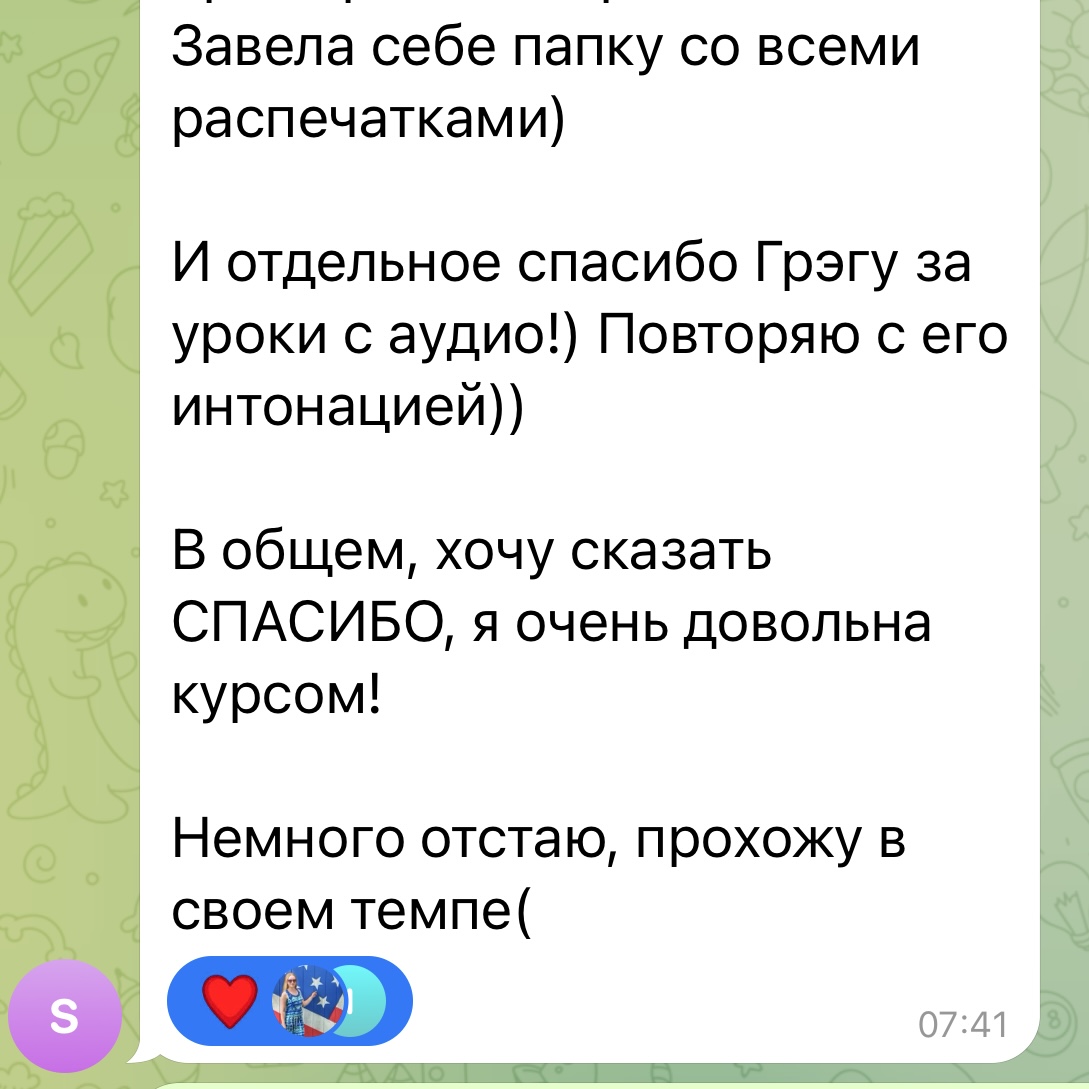 Завела себе папку со всеми
распечатками)
И отдельное спасибо Грэгу за
уроки с аудио!) Повторяю с его
интонацией))
В общем, хочу сказать
СПАСИБО, я очень довольна
курсом!
Немного отстаю, прохожу в
своем темпе(
S
07:41